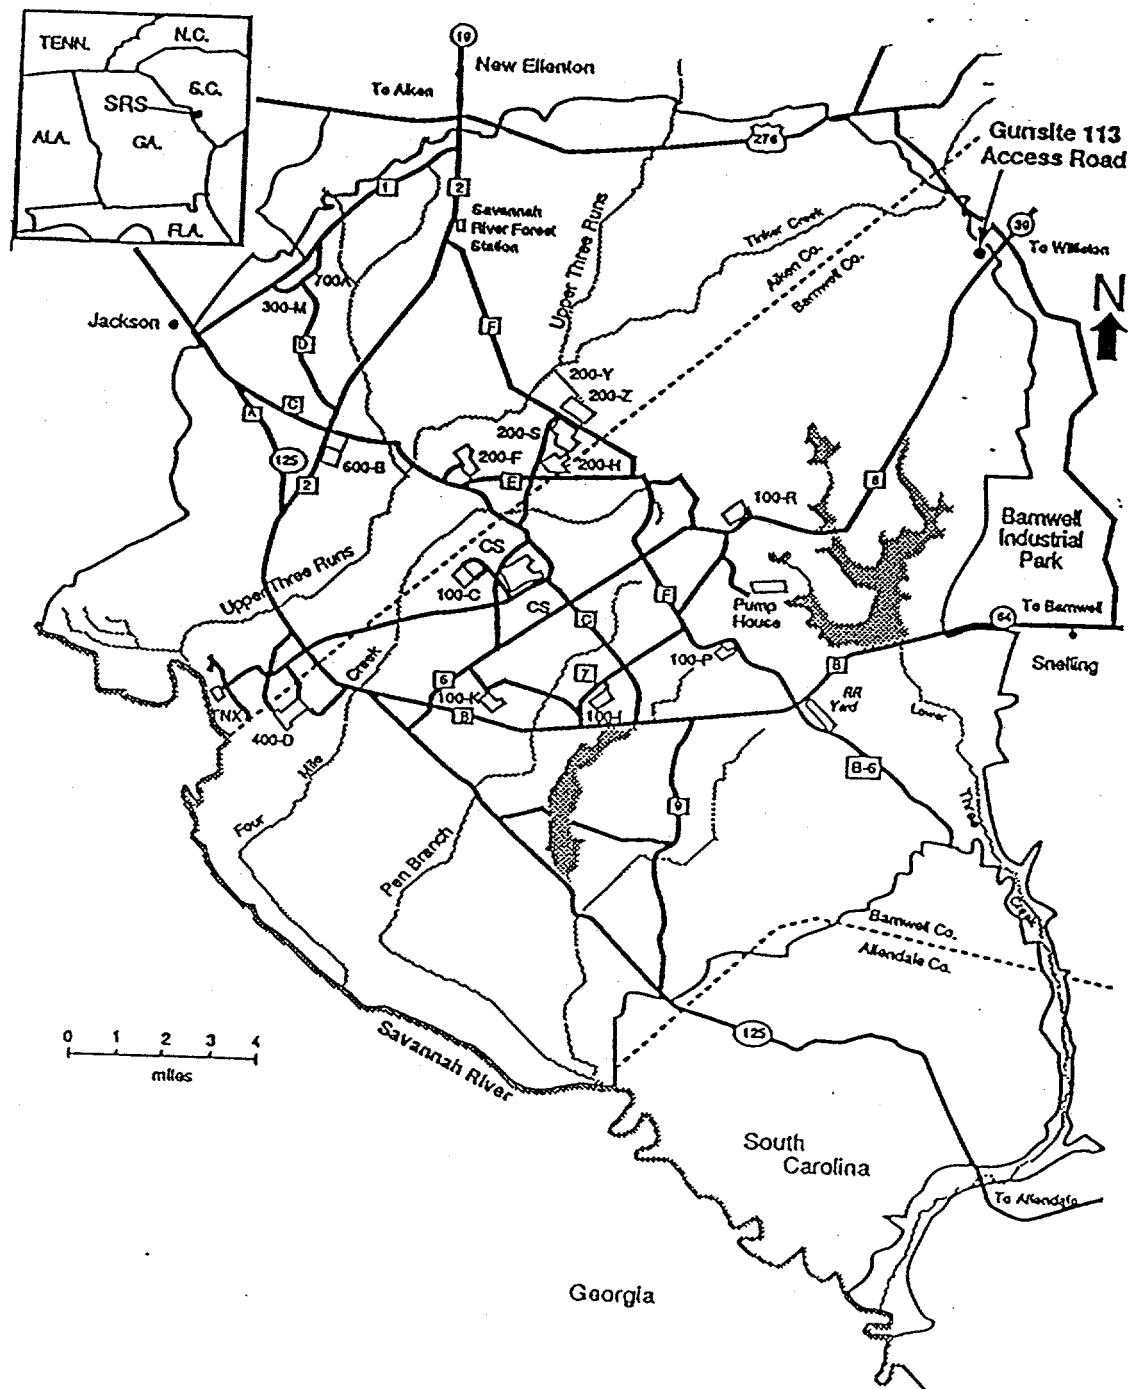 TENN.
N.C.
S.C.
SRS
ALA.
GA.
FLA.
19
New Ellenton
To Aiken
276
Gunsite 113
Access Road
1
2
Savannah
River Forest
Station
Upper Three Runs
Tinker Creek
Aiken Co.
Barnwell Co.
39
To Williston
N
700A
300-M
Jackson
D
F
200-Y
200-Z
C
A
200-S
125
600-B
200-F
200-H
2
E
8
100-R
Barnwell
Industrial
Park
CS
Upper Three Runs
100-C
CS
F
C
Pump
House
64
To Barnwell
Snelling
Creek
100-P
6
7
B
RR
Yard
100-K
B
100-L
TNX
400-D
Lower
Mile
B-6
Four
9
Three
Pen Branch
Creek
Barnwell Co.
Allendale Co.
0 1 2 3 4
miles
Savannah River
125
South
Carolina
To Allendale
Georgia